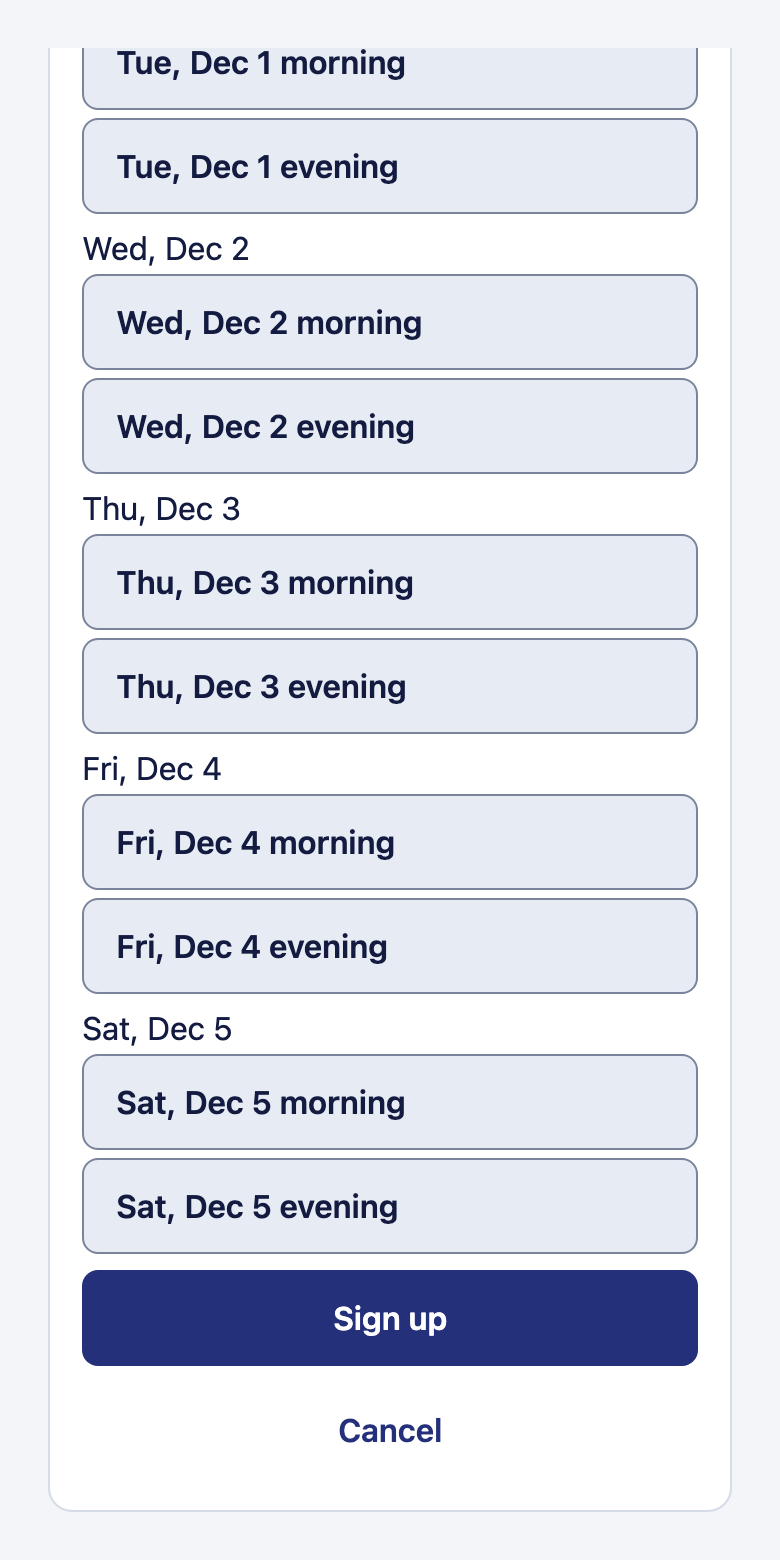 Tue, Dec 1 morning
Tue, Dec 1 evening
Wed, Dec 2
Wed, Dec 2 morning
Wed, Dec 2 evening
Thu, Dec 3
Thu, Dec 3 morning
Thu, Dec 3 evening
Fri, Dec 4
Fri, Dec 4 morning
Fri, Dec 4 evening
Sat, Dec 5
Sat, Dec 5 morning
Sat, Dec 5 evening
Sign up
Cancel